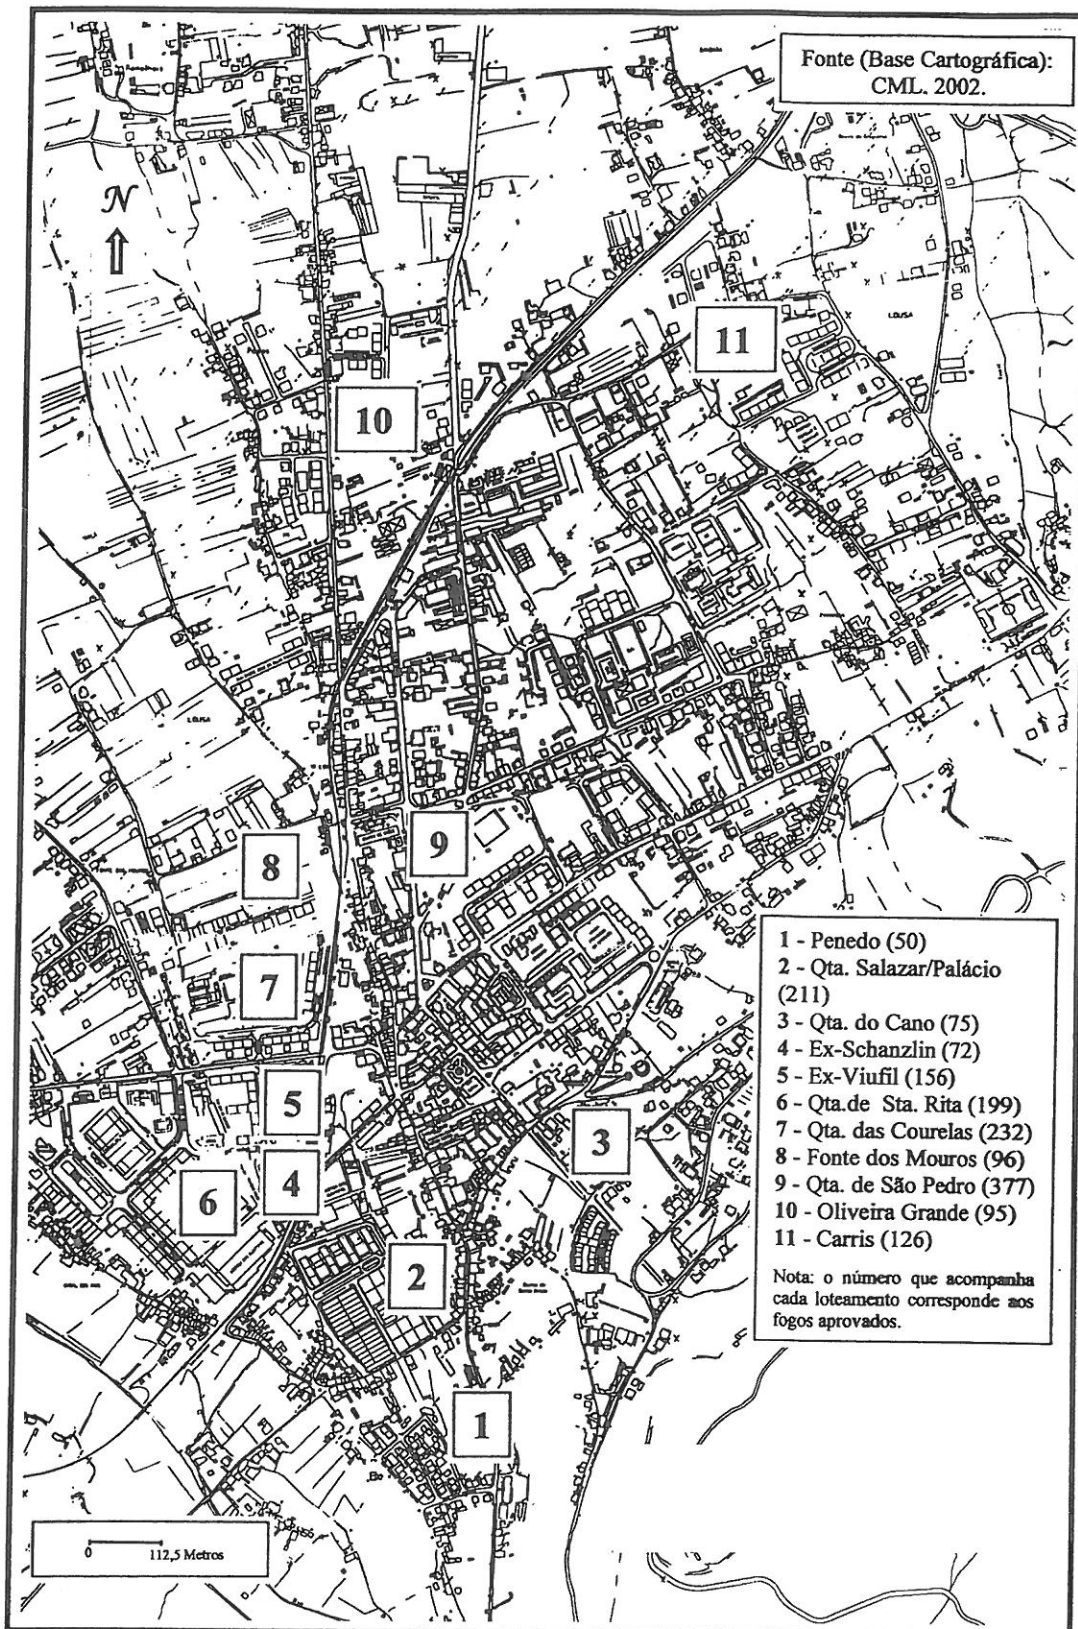 Fonte (Base Cartográfica):
CML. 2002.
N
LOUSA
11
10
LOUSA
8
9
7
5
4
6
3
2
1
1 - Penedo (50)
2 - Qta. Salazar/Palácio
(211)
3 - Qta. do Cano (75)
4 - Ex-Schanzlin (72)
5 - Ex-Viufil (156)
6 - Qta.de Sta. Rita (199)
7 - Qta. das Courelas (232)
8 - Fonte dos Mouros (96)
9 - Qta. de São Pedro (377)
10 - Oliveira Grande (95)
11 - Carris (126)
Nota: o número que acompanha
cada loteamento corresponde aos
fogos aprovados.
0 112,5 Metros